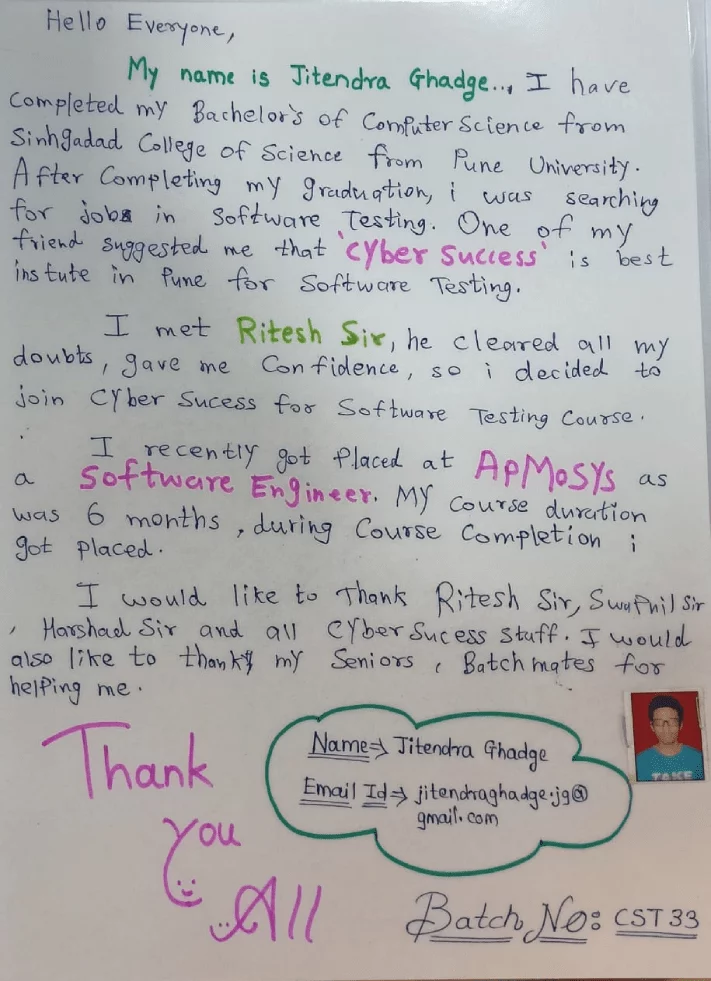 Hello Everyone,
My name is Jitendra Ghadge.., I have
completed my Bachelor's of Computer Science from
Sinhgadad College of Science from Pune University.
After Completing my graduation, i was searching
for jobs in Software Testing. One of my
friend suggested me that 'Cyber Success' is best
instute in Pune for Software Testing.
I met Ritesh Sir, he cleared all my
doubts, gave me Confidence, so i decided to
join Cyber Sucess for Software Testing Course.
I recently got Placed at ApMoSys as
a Software Engineer. My Course duration
was 6 months, during Course Completion i
got placed.
I would like to Thank Ritesh Sir, Swapnil Sir
, Harshad Sir and all Cyber Sucess Stuff. I would
also like to thank my Seniors, Batchmates for
helping me.
Thank
you
All
Name⇒ Jitendra Ghadge
Email Id⇒ jitendraghadge.jg@
gmail.com
TAKE
Batch No: CST 33